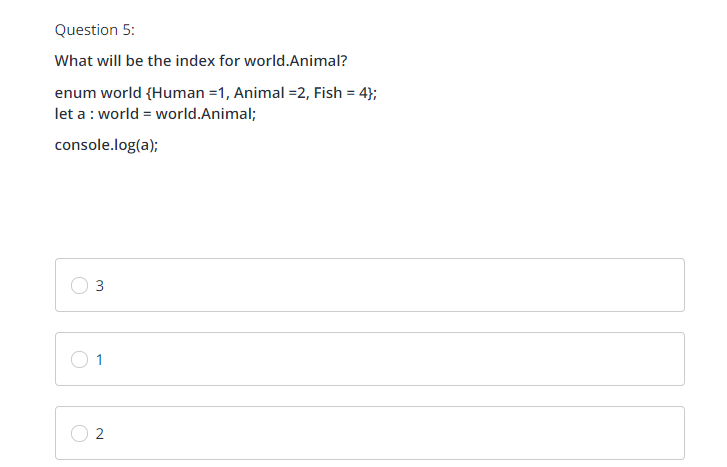 Question 5:
What will be the index for world.Animal?
enum world {Human =1, Animal =2, Fish = 4};
let a : world = world.Animal;
console.log(a);
3
1
2